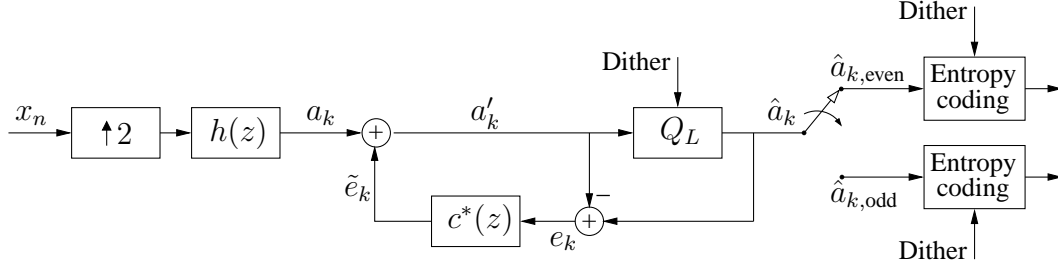 Dither
Dither
x_n
↑2
h(z)
a_k
+
a'_k
Q_L
â_k
â_{k,even}
Entropy
coding
ẽ_k
c*(z)
e_k
−
+
â_{k,odd}
Entropy
coding
Dither